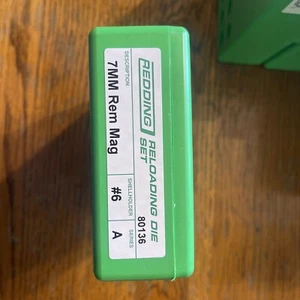 REDDING
RELOADING DIE
SET
80136
DESCRIPTION
7MM Rem Mag
SHELLHOLDER
#6
SERIES
A